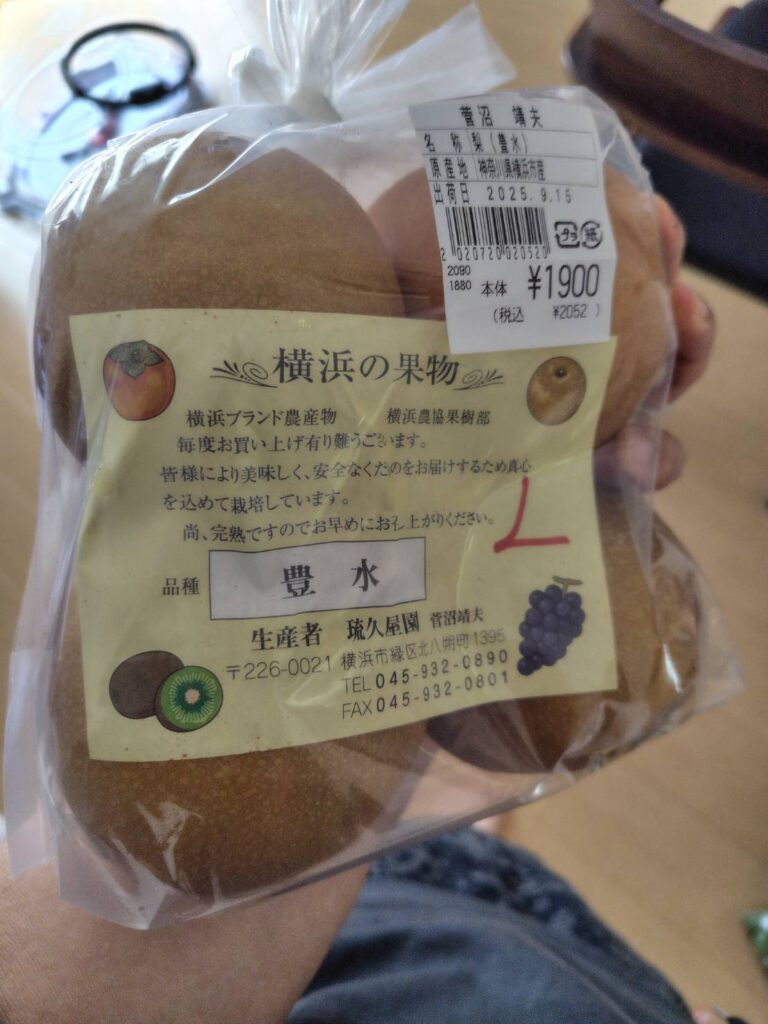 菅沼 靖夫
名 称 梨(豊水)
原産地 神奈川県横浜市産
出荷日 2025.9.15
2020720020520
プラ 紙
2090
1880 本体 ¥1900
(税込 ¥2052)
横浜の果物
横浜ブランド農産物 横浜農協果樹部
毎度お買い上げ有り難うございます。
皆様により美味しく、安全なくだものをお届けするため真心
を込めて栽培しています。
尚、完熟ですのでお早めにお召し上がりください。
L
品種 豊 水
生産者 琉久屋園 菅沼靖夫
〒226-0021 横浜市緑区北八朔町1395
TEL 045-932-0890
FAX 045-932-0801